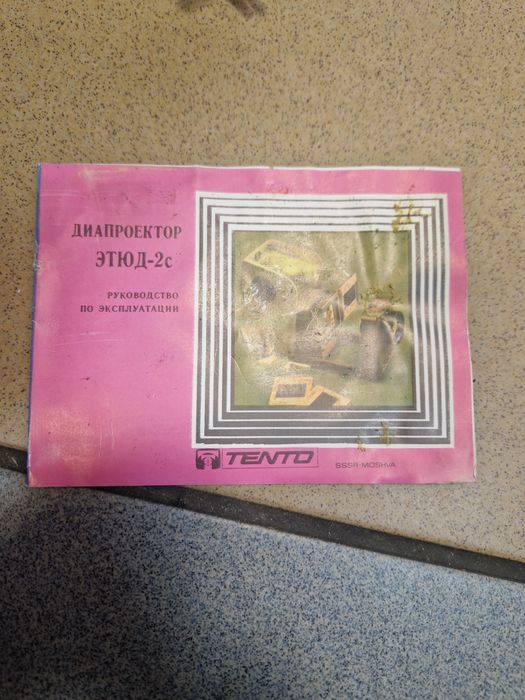 ДИАПРОЕКТОР
ЭТЮД-2с
РУКОВОДСТВО
ПО ЭКСПЛУАТАЦИИ
TENTO
SSSR-MOSKVA